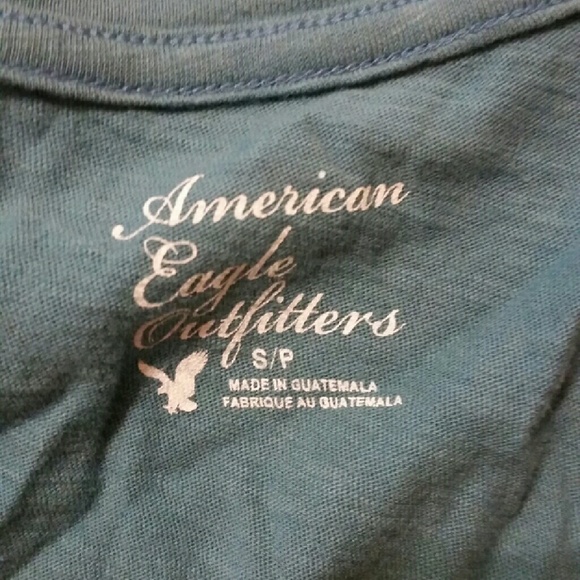 American
Eagle
Outfitters
S/P
MADE IN GUATEMALA
FABRIQUE AU GUATEMALA